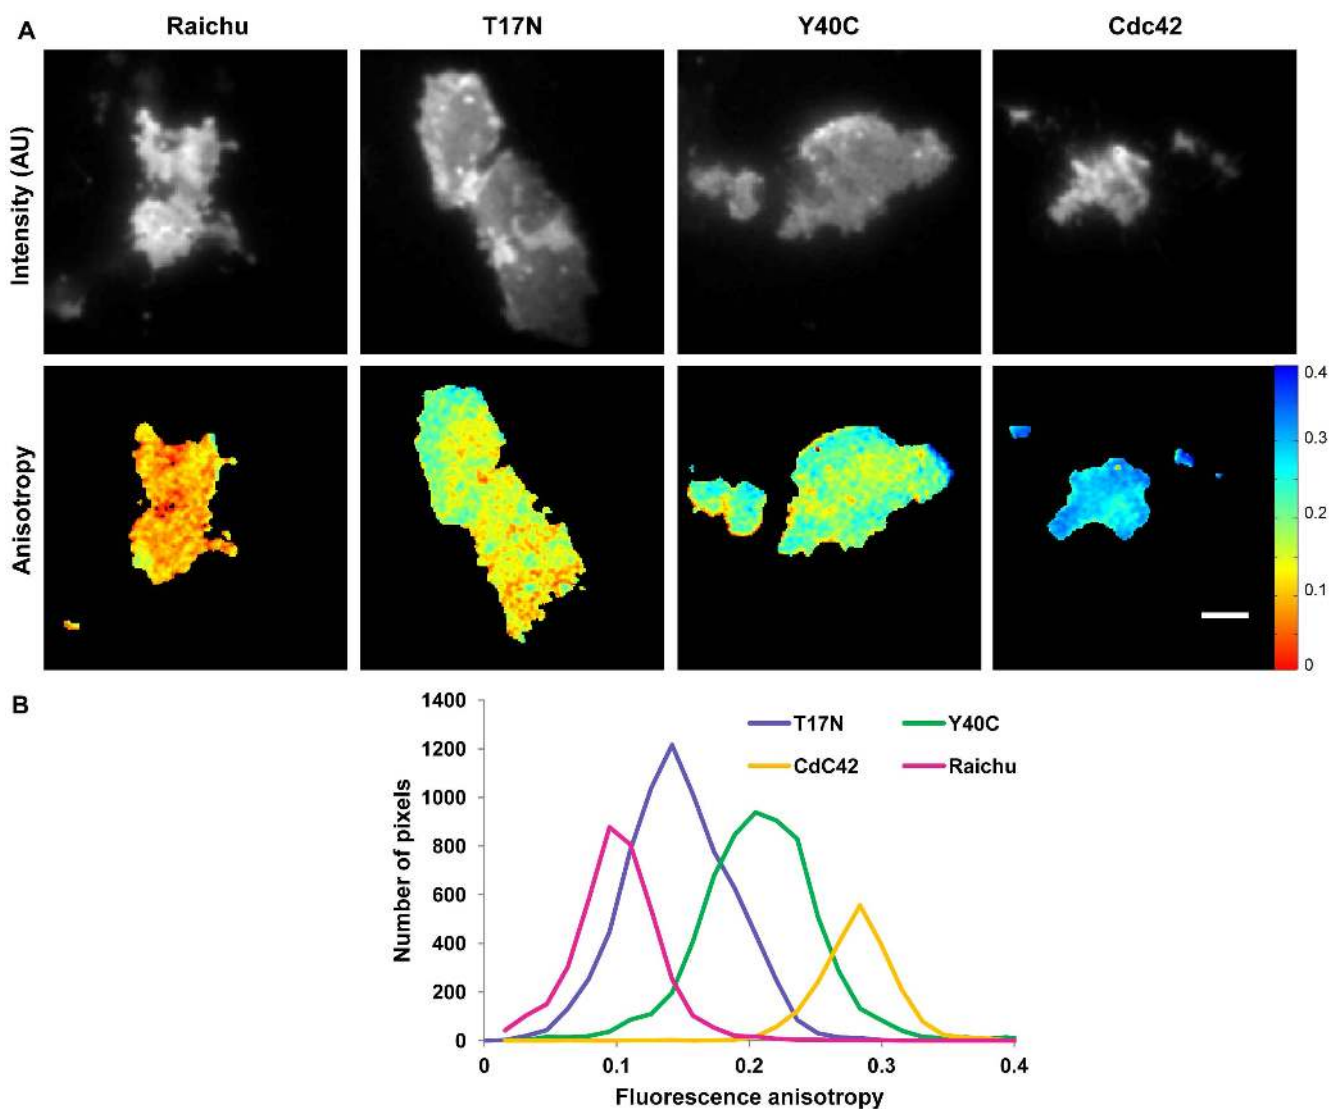 A
Raichu
T17N
Y40C
Cdc42
Intensity (AU)
Anisotropy
0.4
0.3
0.2
0.1
0
B
1400
1200
1000
800
600
400
200
0
Number of pixels
T17N
Y40C
CdC42
Raichu
0
0.1
0.2
0.3
0.4
Fluorescence anisotropy